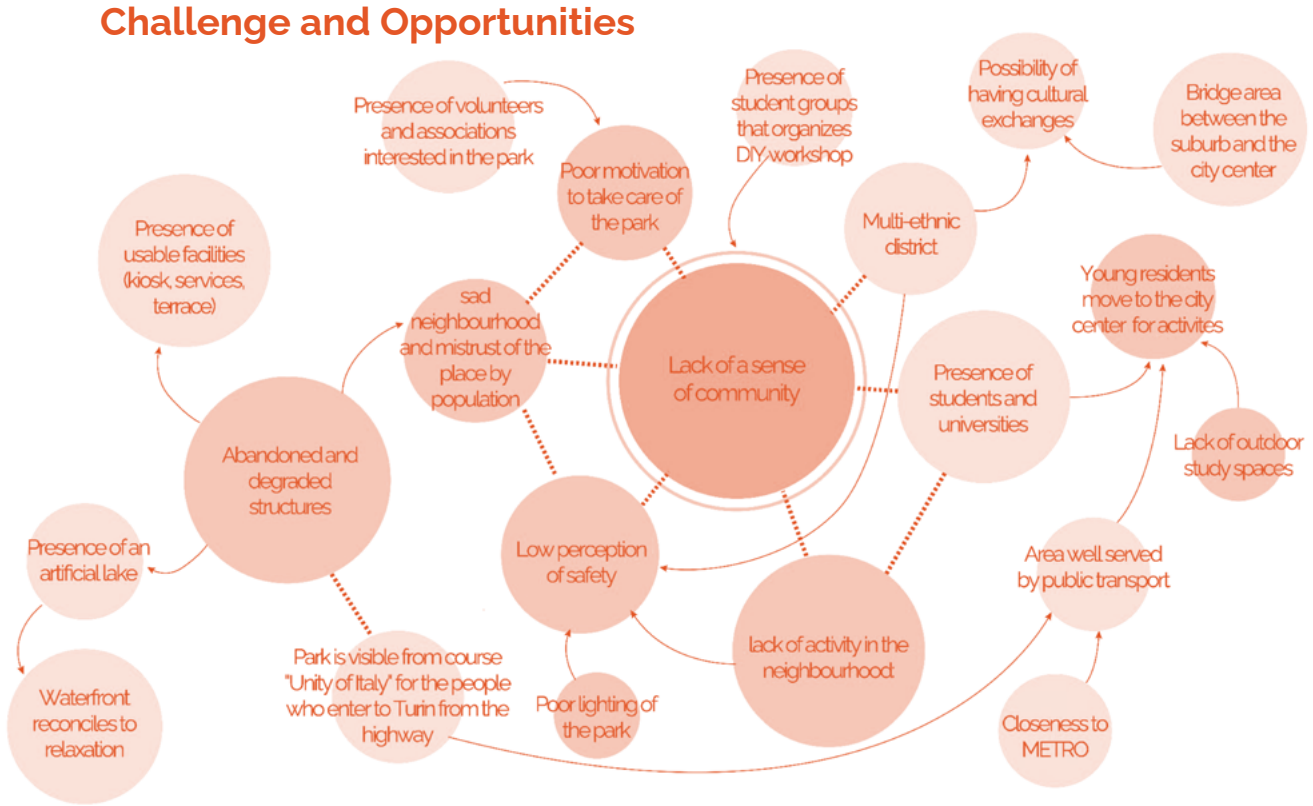 Challenge and Opportunities
Presence of volunteers
and associations
interested in the park
Presence of
student groups
that organizes
DIY workshop
Possibility of
having cultural
exchanges
Bridge area
between the
suburb and the
city center
Poor motivation
to take care of
the park
Multi-ethnic
district
Presence of
usable facilities
(kiosk, services,
terrace)
sad
neighbourhood
and mistrust of the
place by
population
Lack of a sense
of community
Young residents
move to the city
center for activites
Presence of
students and
universities
Lack of outdoor
study spaces
Abandoned and
degraded
structures
Presence of an
artificial lake
Low perception
of safety
Area well served
by public transport
lack of activity in the
neighbourhood:
Park is visible from course
"Unity of Italy" for the people
who enter to Turin from the
highway
Poor lighting of
the park
Waterfront
reconciles to
relaxation
Closeness to
METRO